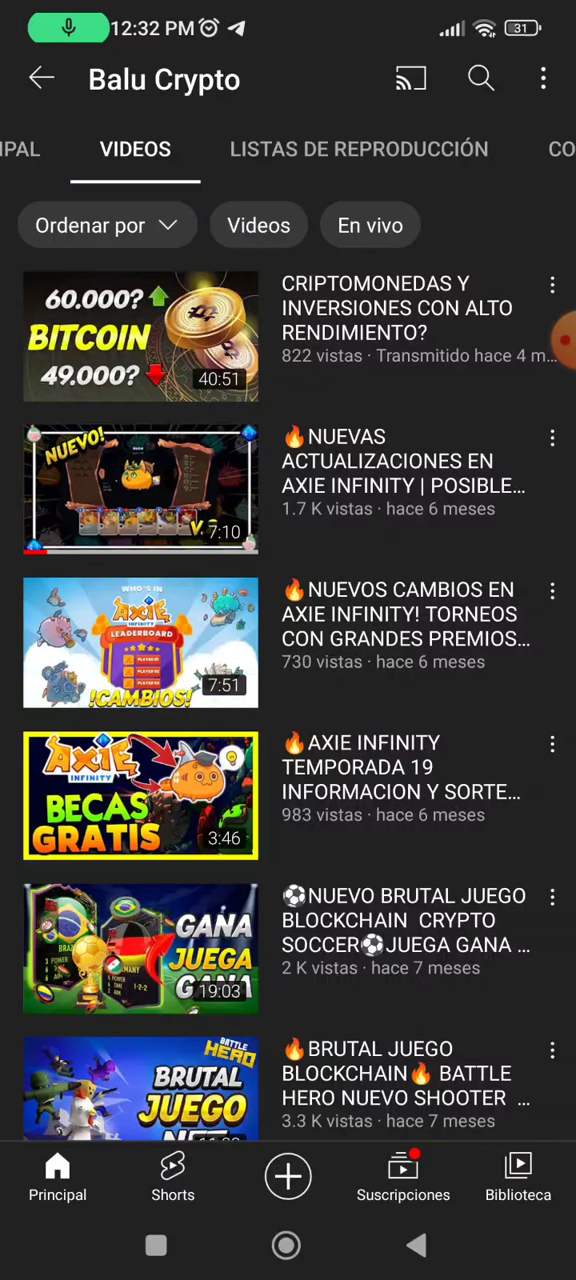 12:32 PM
31
Balu Crypto
IPAL
VIDEOS
LISTAS DE REPRODUCCIÓN
CO
Ordenar por
Videos
En vivo
60.000?
BITCOIN
49.000?
40:51
CRIPTOMONEDAS Y
INVERSIONES CON ALTO
RENDIMIENTO?
822 vistas · Transmitido hace 4 m...
NUEVO!
V
7:10
🔥NUEVAS
ACTUALIZACIONES EN
AXIE INFINITY | POSIBLE...
1.7 K vistas · hace 6 meses
WHO'S IN
AXIE
INFINITY
LEADERBOARD
!CAMBIOS!
7:51
🔥NUEVOS CAMBIOS EN
AXIE INFINITY! TORNEOS
CON GRANDES PREMIOS...
730 vistas · hace 6 meses
AXIE
INFINITY
BECAS
GRATIS
3:46
🔥AXIE INFINITY
TEMPORADA 19
INFORMACION Y SORTE...
983 vistas · hace 6 meses
GANA
JUEGA
GANA
19:03
⚽NUEVO BRUTAL JUEGO
BLOCKCHAIN CRYPTO
SOCCER⚽JUEGA GANA ...
2 K vistas · hace 7 meses
BATTLE
HERO
BRUTAL
JUEGO
🔥BRUTAL JUEGO
BLOCKCHAIN🔥 BATTLE
HERO NUEVO SHOOTER ...
3.3 K vistas · hace 7 meses
Principal
Shorts
Suscripciones
Biblioteca